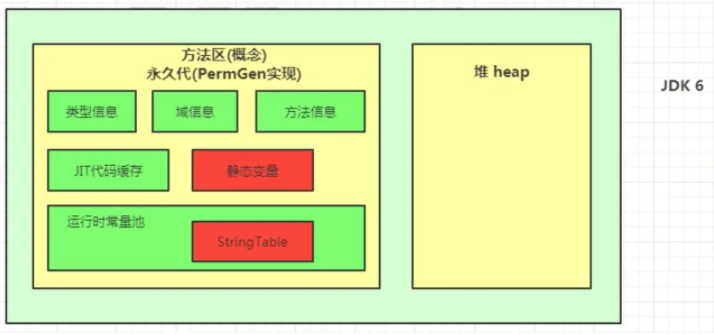 方法区(概念)
永久代(PermGen实现)
类型信息
域信息
方法信息
JIT代码缓存
静态变量
运行时常量池
StringTable
堆 heap
JDK 6